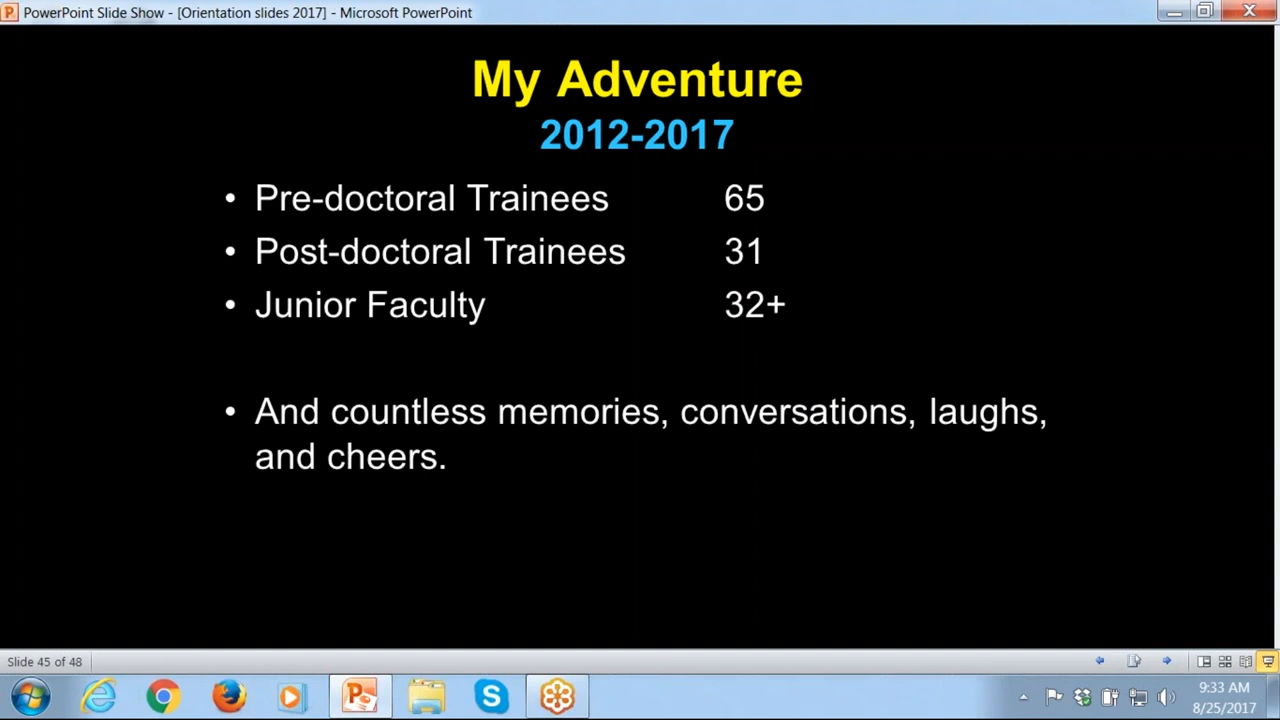 PowerPoint Slide Show - [Orientation slides 2017] - Microsoft PowerPoint
My Adventure
2012-2017
• Pre-doctoral Trainees 65
• Post-doctoral Trainees 31
• Junior Faculty 32+
• And countless memories, conversations, laughs,
and cheers.
Slide 45 of 48
9:33 AM
8/25/2017